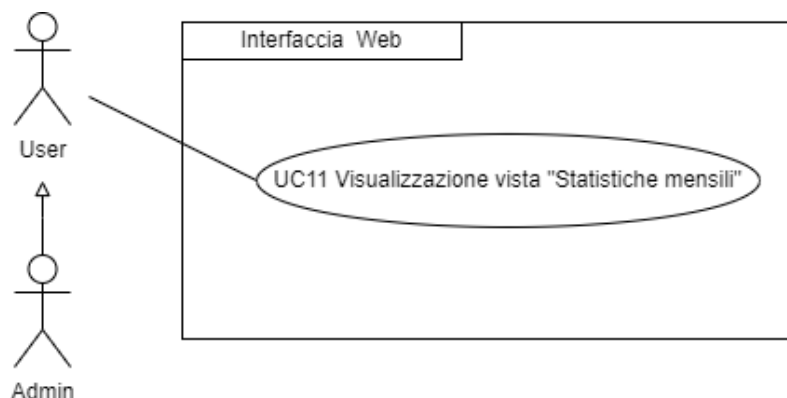 Interfaccia Web
User
UC11 Visualizzazione vista "Statistiche mensili"
Admin